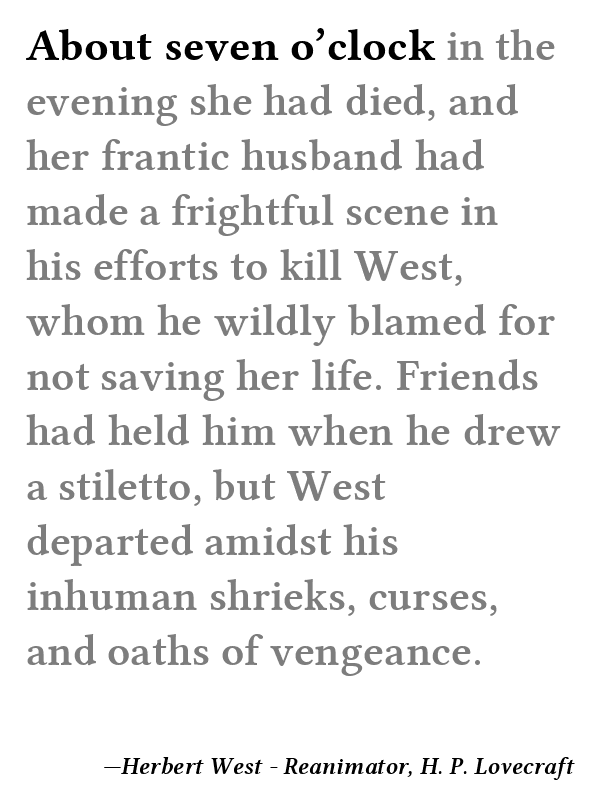 About seven o’clock in the
evening she had died, and
her frantic husband had
made a frightful scene in
his efforts to kill West,
whom he wildly blamed for
not saving her life. Friends
had held him when he drew
a stiletto, but West
departed amidst his
inhuman shrieks, curses,
and oaths of vengeance.
—Herbert West - Reanimator, H. P. Lovecraft